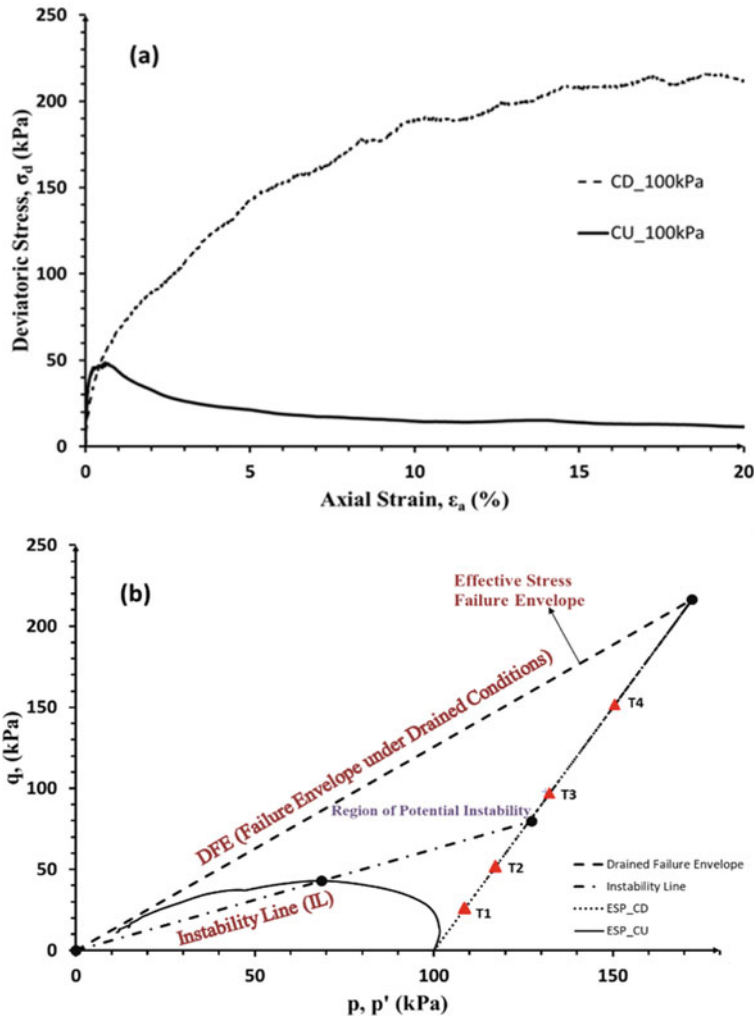 (a)
250
200
150
100
50
0
Deviatoric Stress, σd (kPa)
CD_100kPa
CU_100kPa
0 5 10 15 20
Axial Strain, εa (%)
(b)
250
200
150
100
50
0
q, (kPa)
Effective Stress
Failure Envelope
DFE (Failure Envelope under Drained Conditions)
T4
T3
Region of Potential Instability
T2
T1
Instability Line (IL)
Drained Failure Envelope
Instability Line
ESP_CD
ESP_CU
0 50 100 150
p, p' (kPa)